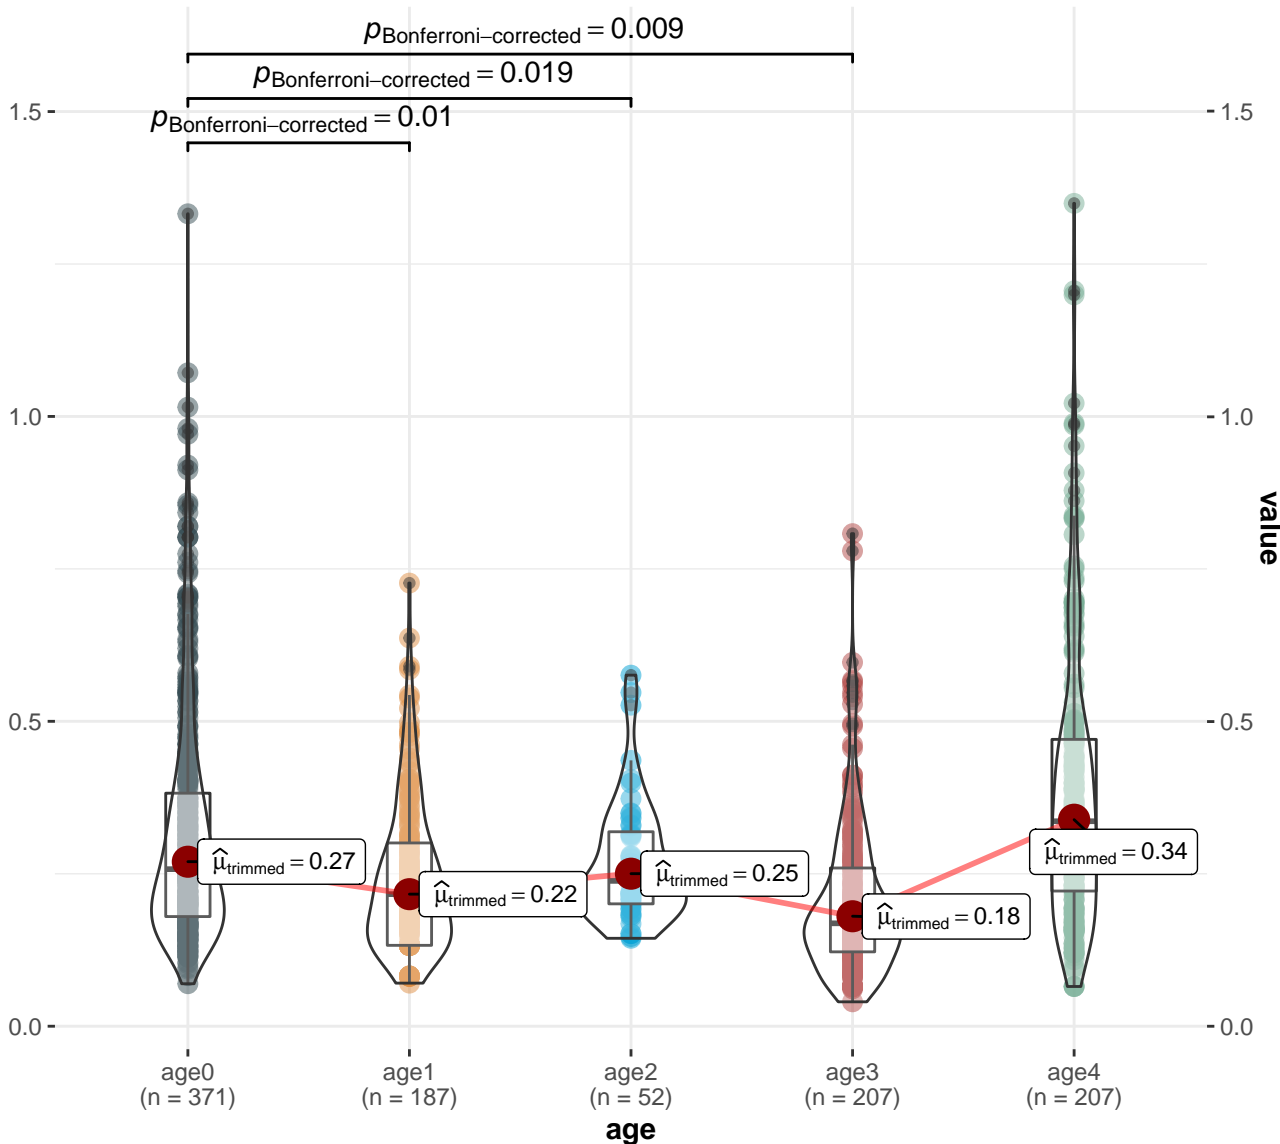 pBonferroni−corrected = 0.009
pBonferroni−corrected = 0.019
pBonferroni−corrected = 0.01
1.5
1.5
1.0
1.0
value
0.5
0.5
μ̂trimmed = 0.27
μ̂trimmed = 0.22
μ̂trimmed = 0.25
μ̂trimmed = 0.18
μ̂trimmed = 0.34
0.0
0.0
age0
(n = 371)
age1
(n = 187)
age2
(n = 52)
age3
(n = 207)
age4
(n = 207)
age